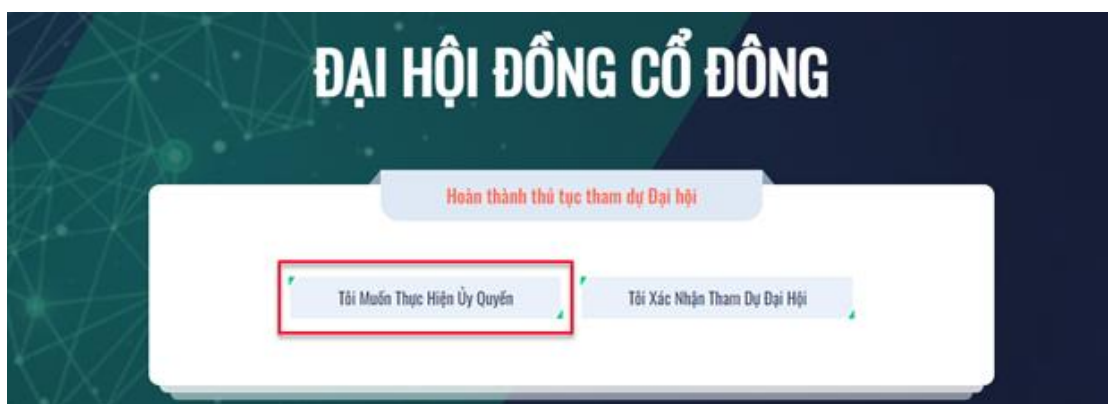 ĐẠI HỘI ĐỒNG CỔ ĐÔNG
Hoàn thành thủ tục tham dự Đại hội
Tôi Muốn Thực Hiện Ủy Quyền
Tôi Xác Nhận Tham Dự Đại Hội